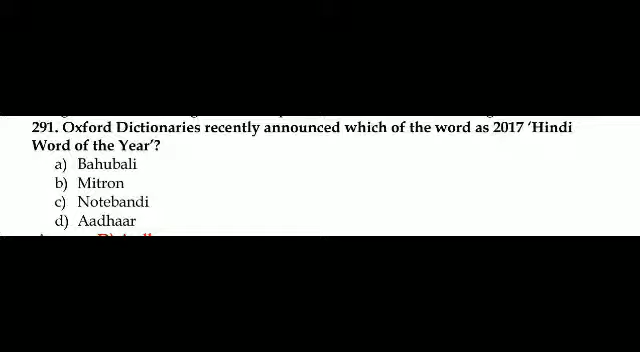 291. Oxford Dictionaries recently announced which of the word as 2017 ‘Hindi
Word of the Year’?
a) Bahubali
b) Mitron
c) Notebandi
d) Aadhaar